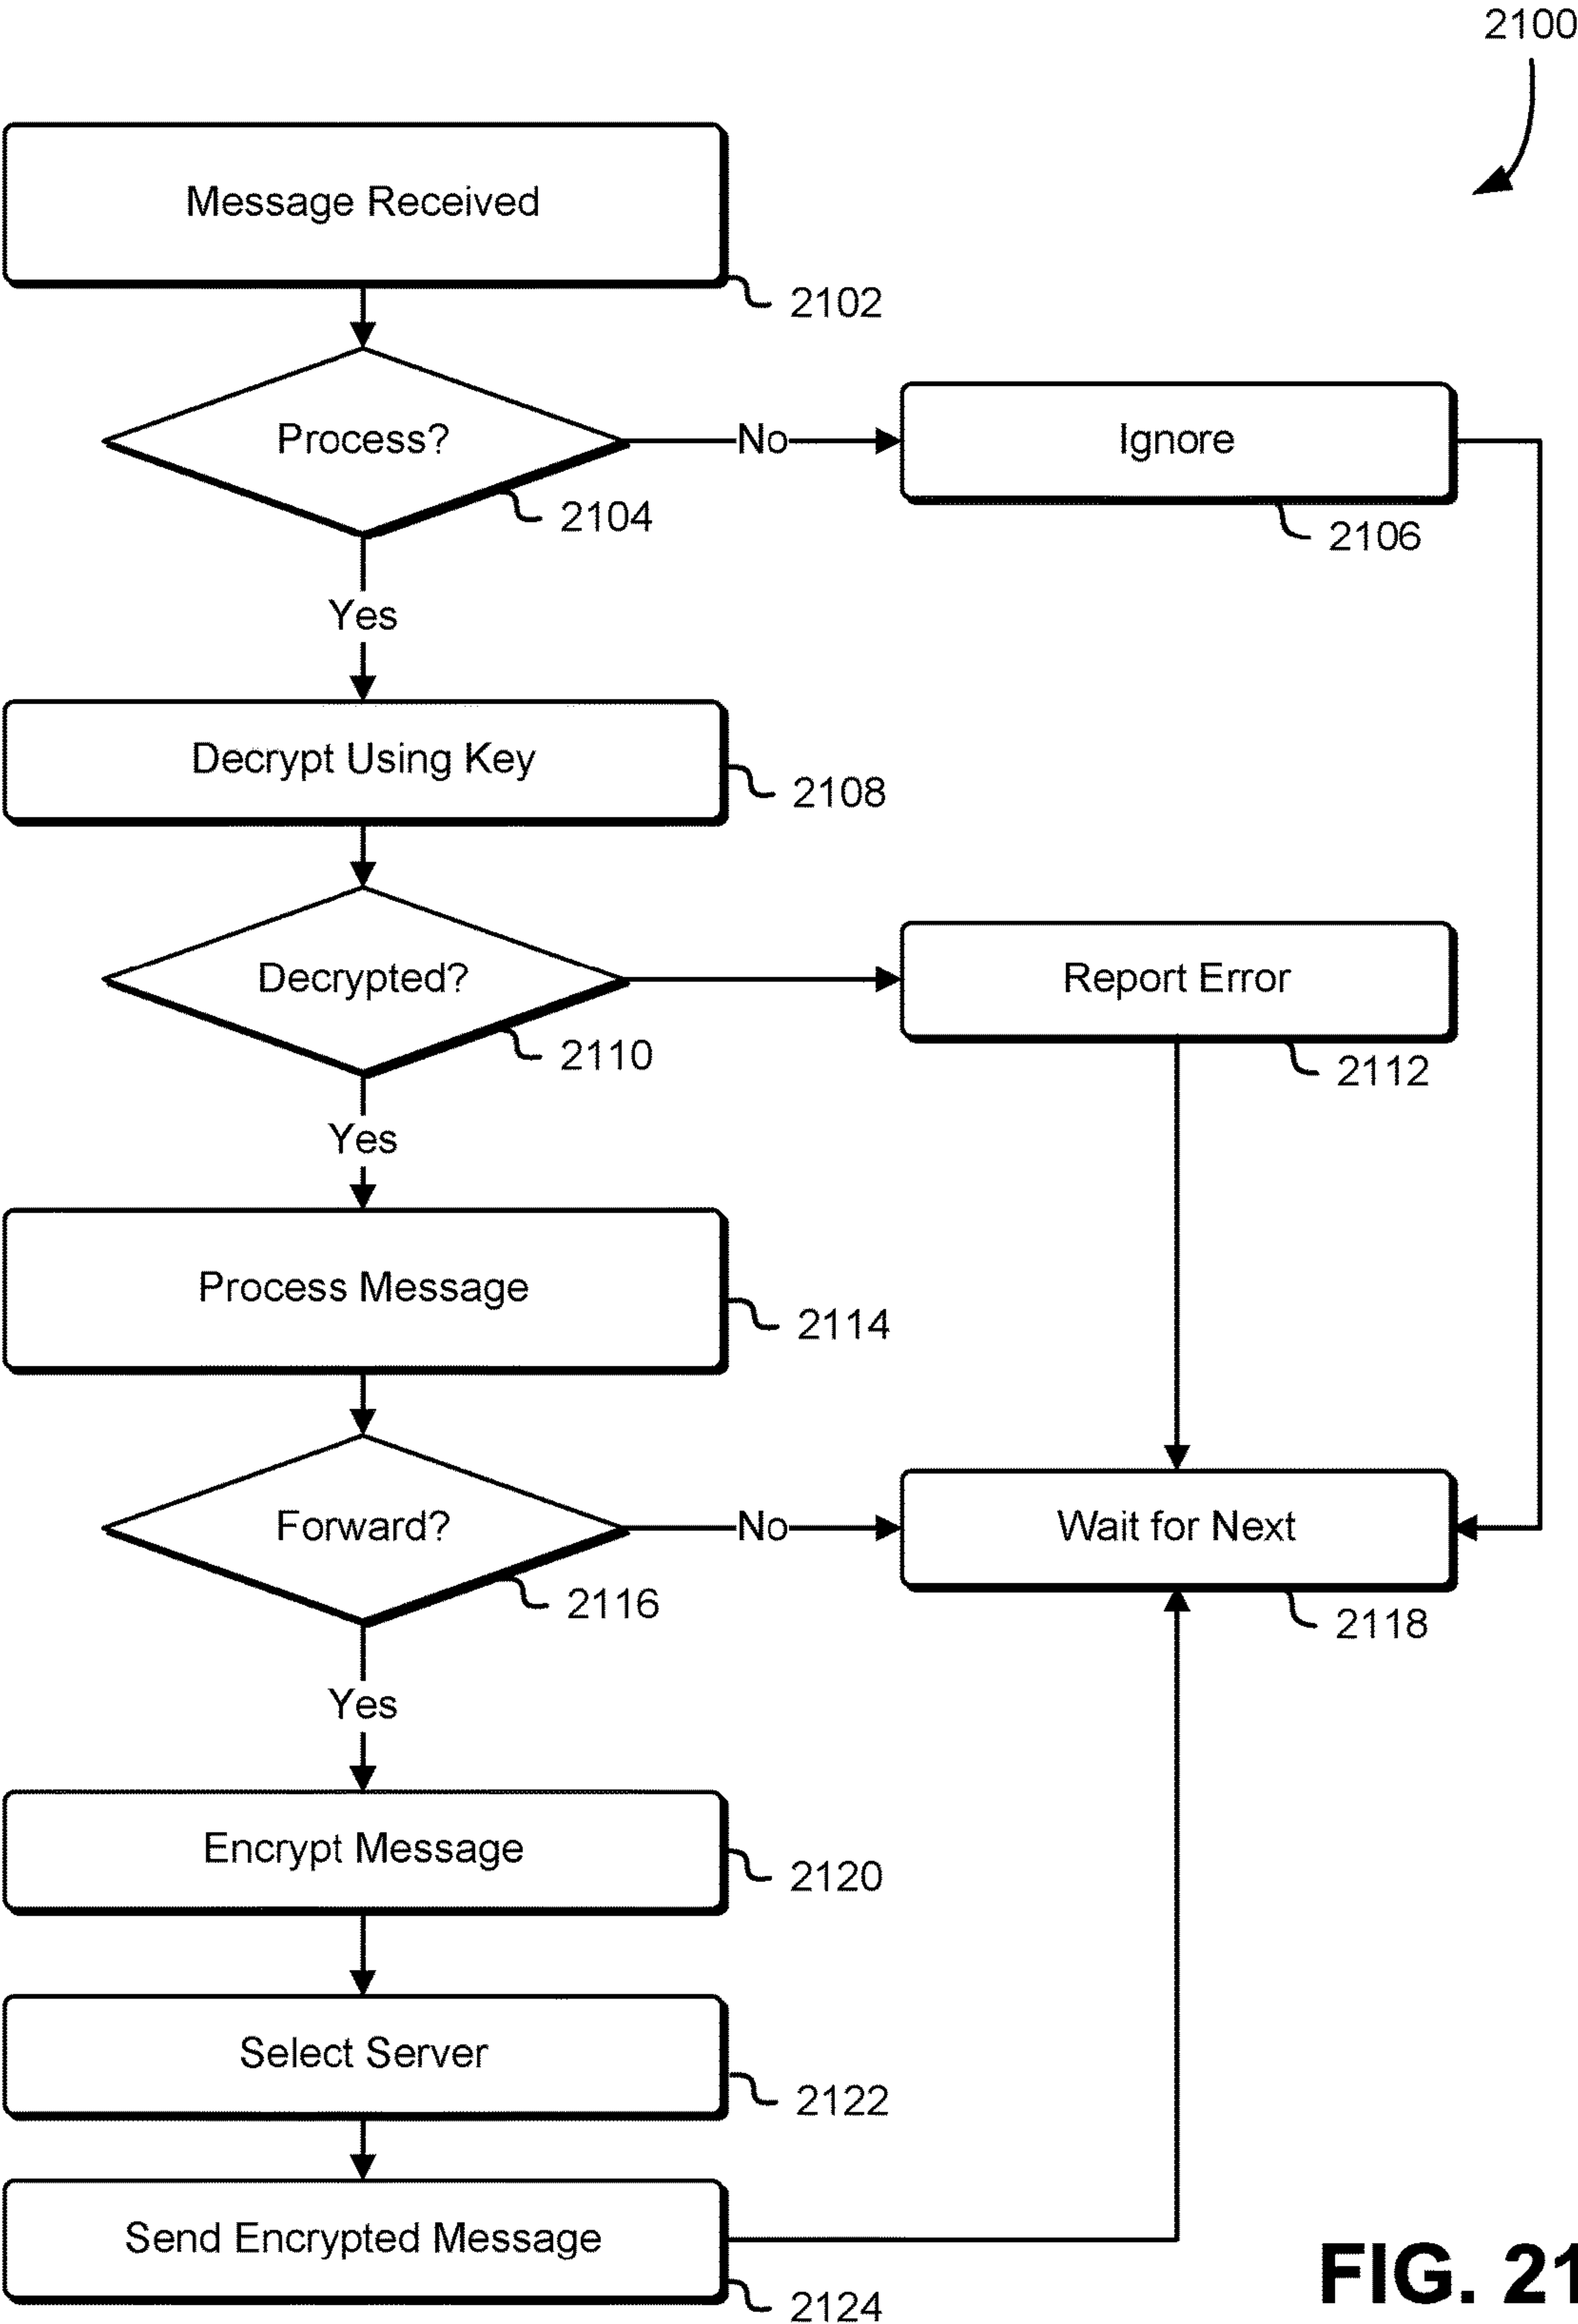 2100
Message Received
2102
Process?
No
Ignore
2104
2106
Yes
Decrypt Using Key
2108
Decrypted?
Report Error
2110
2112
Yes
Process Message
2114
Forward?
No
Wait for Next
2116
2118
Yes
Encrypt Message
2120
Select Server
2122
Send Encrypted Message
2124
FIG. 21